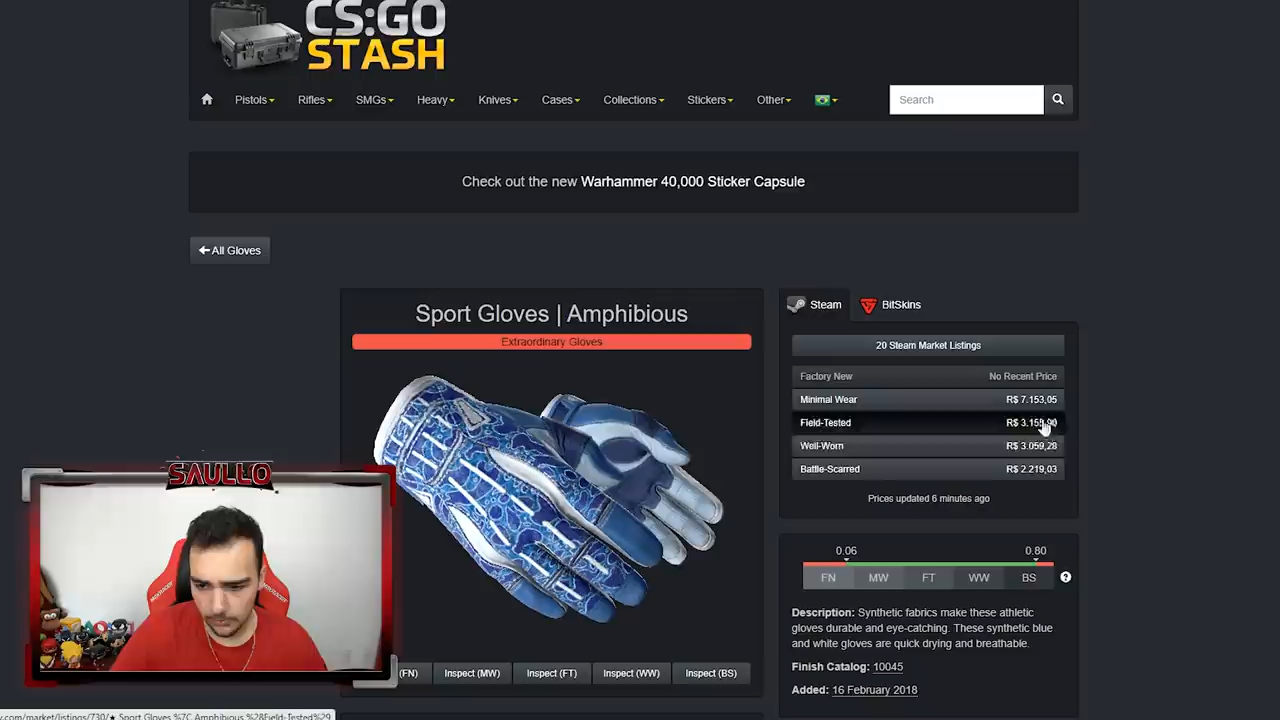 CS:GO
STASH
Pistols Rifles SMGs Heavy Knives Cases Collections Stickers Other Search
Check out the new Warhammer 40,000 Sticker Capsule
All Gloves
Sport Gloves | Amphibious
Extraordinary Gloves
Steam BitSkins
20 Steam Market Listings
Factory New No Recent Price
Minimal Wear R$ 7.153,05
Field-Tested R$
Well-Worn R$ 3.059,28
Battle-Scarred R$ 2.219,03
Prices updated 6 minutes ago
0.06 0.80
FN MW FT WW BS
Description: Synthetic fabrics make these athletic
gloves durable and eye-catching. These synthetic blue
and white gloves are quick drying and breathable.
Finish Catalog: 10045
Added: 16 February 2018
(FN) Inspect (MW) Inspect (FT) Inspect (WW) Inspect (BS)
SAULLO